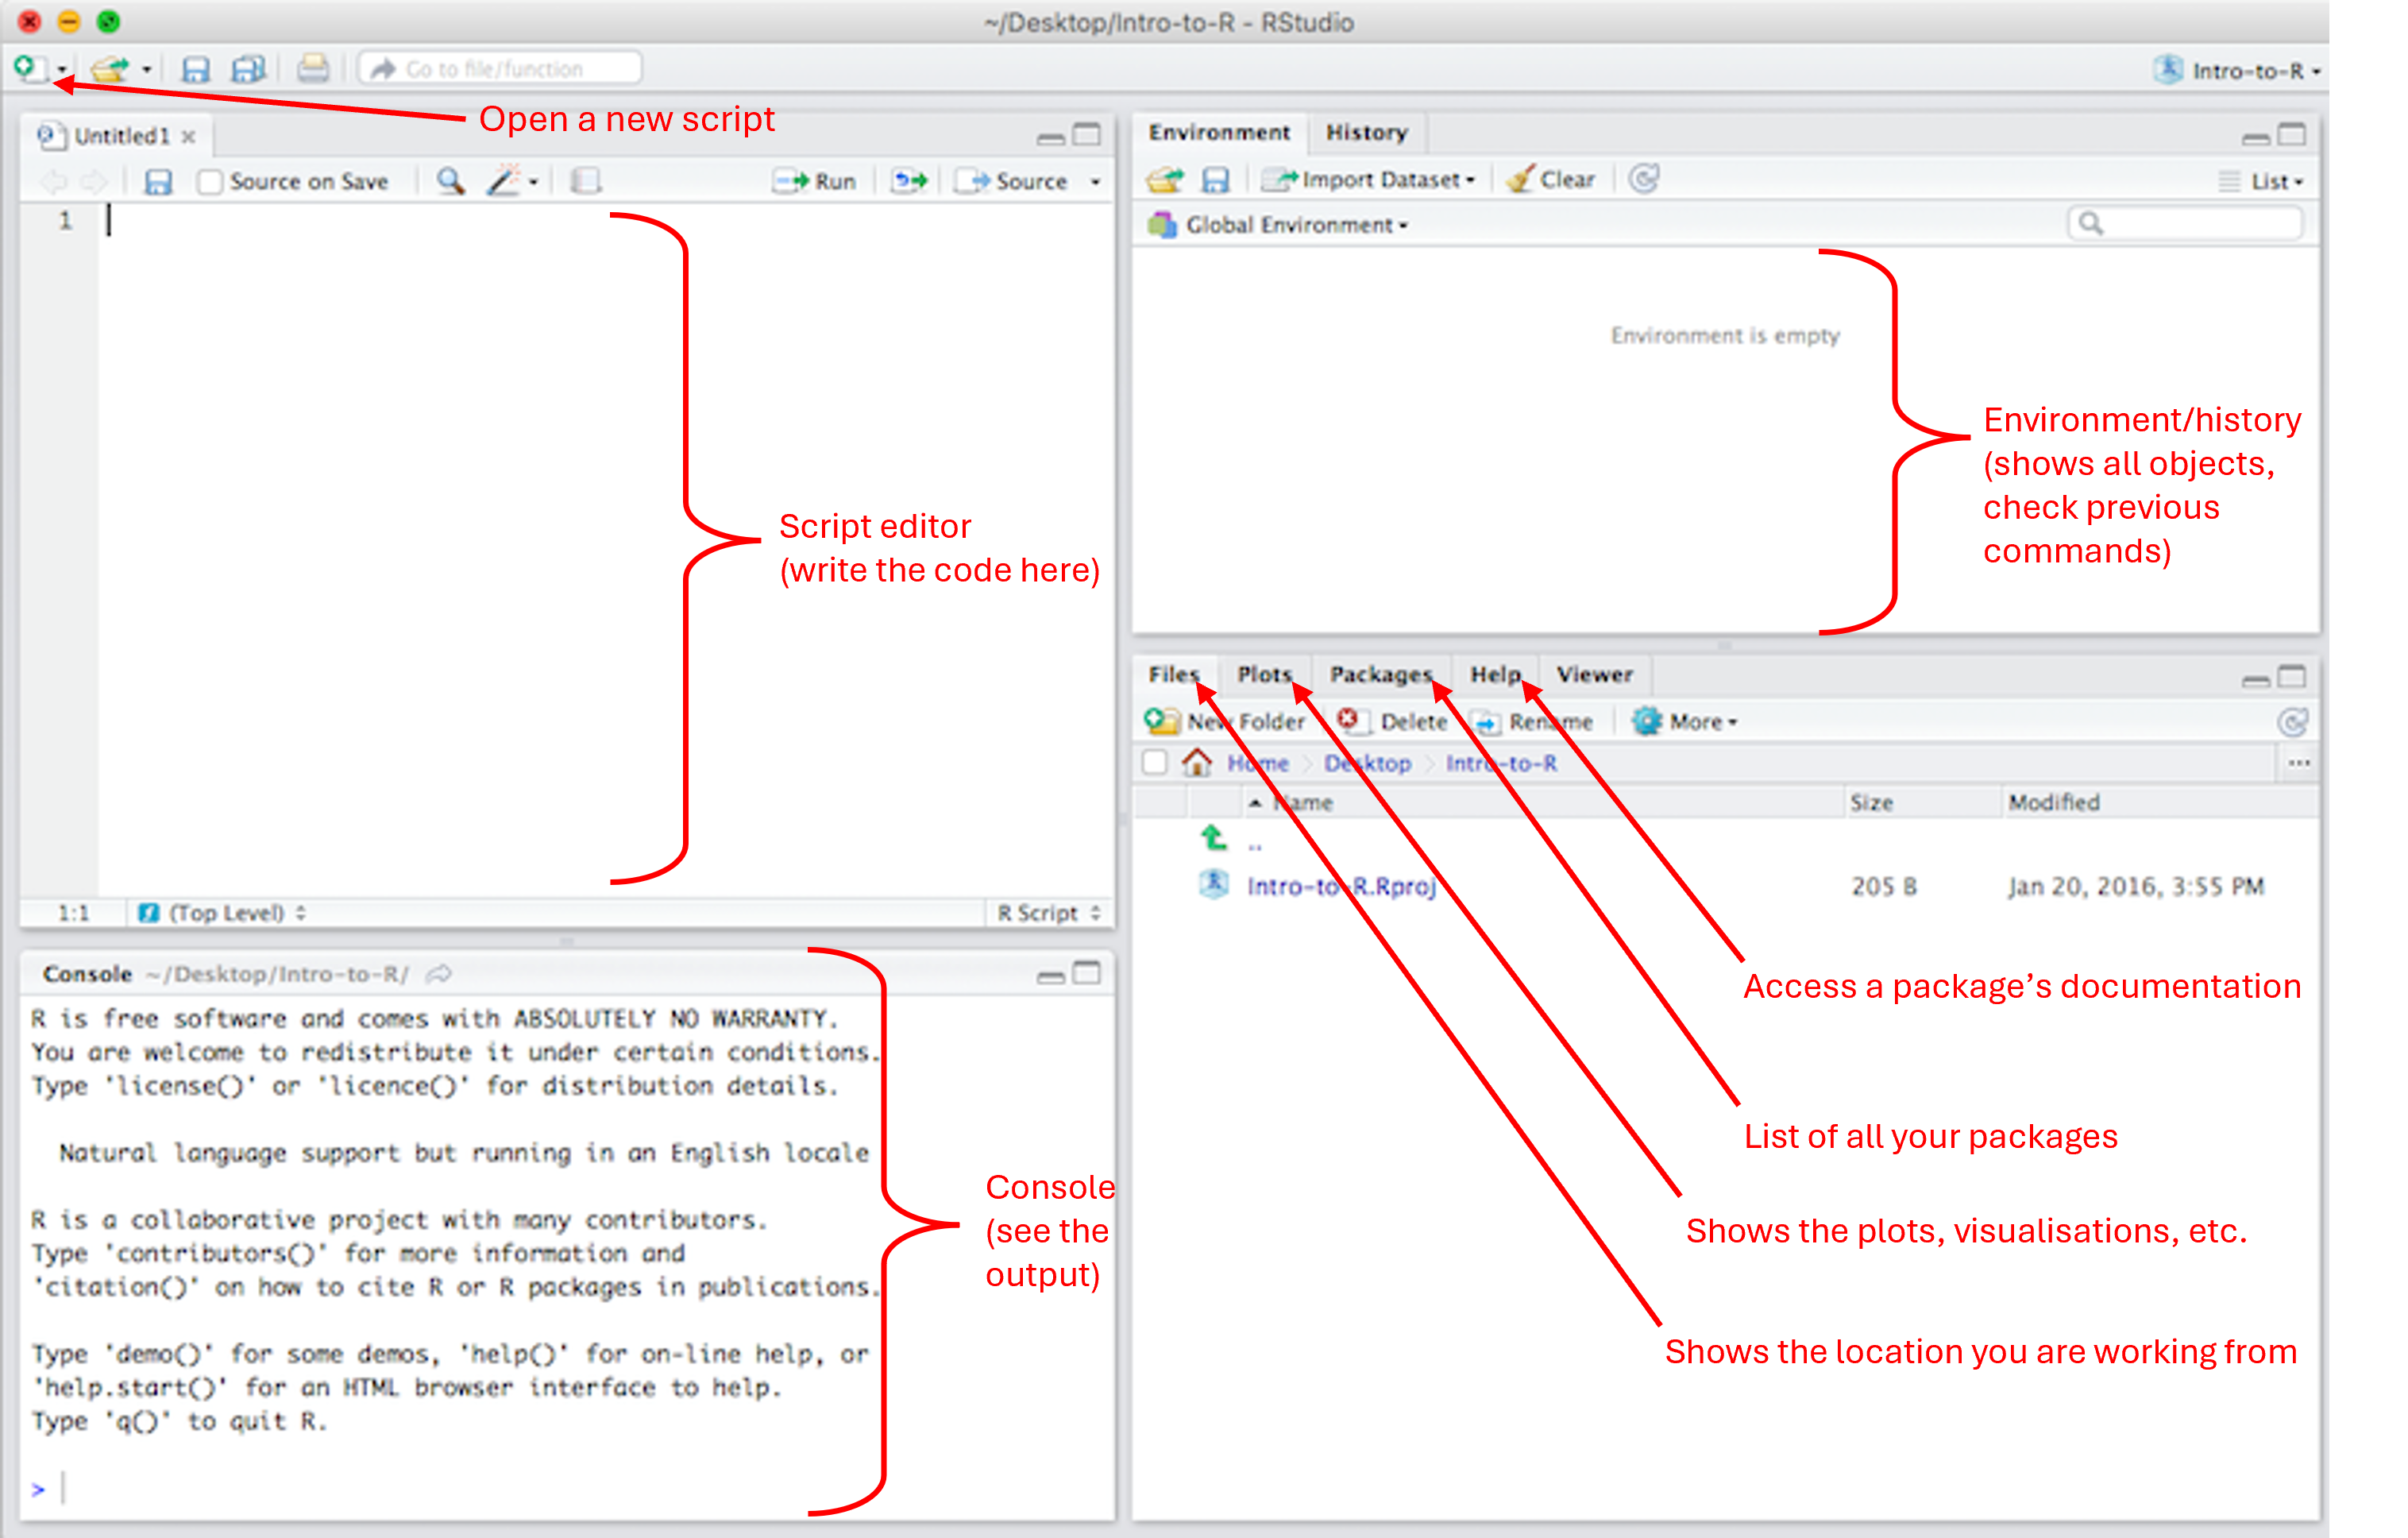 ~/Desktop/Intro-to-R - RStudio
Go to file/function
Intro-to-R
Open a new script
Untitled1
Source on Save
Run
Source
1
Script editor
(write the code here)
1:1
(Top Level)
R Script
Console ~/Desktop/Intro-to-R/
R is free software and comes with ABSOLUTELY NO WARRANTY.
You are welcome to redistribute it under certain conditions.
Type 'license()' or 'licence()' for distribution details.
Natural language support but running in an English locale
R is a collaborative project with many contributors.
Type 'contributors()' for more information and
'citation()' on how to cite R or R packages in publications.
Type 'demo()' for some demos, 'help()' for on-line help, or
'help.start()' for an HTML browser interface to help.
Type 'q()' to quit R.
>
Console
(see the
output)
Environment History
Import Dataset Clear List
Global Environment
Environment is empty
Environment/history
(shows all objects,
check previous
commands)
Files Plots Packages Help Viewer
New Folder Delete Rename More
Home Desktop Intro-to-R
...
Name Size Modified
..
Intro-to-R.Rproj 205 B Jan 20, 2016, 3:55 PM
Access a package’s documentation
List of all your packages
Shows the plots, visualisations, etc.
Shows the location you are working from